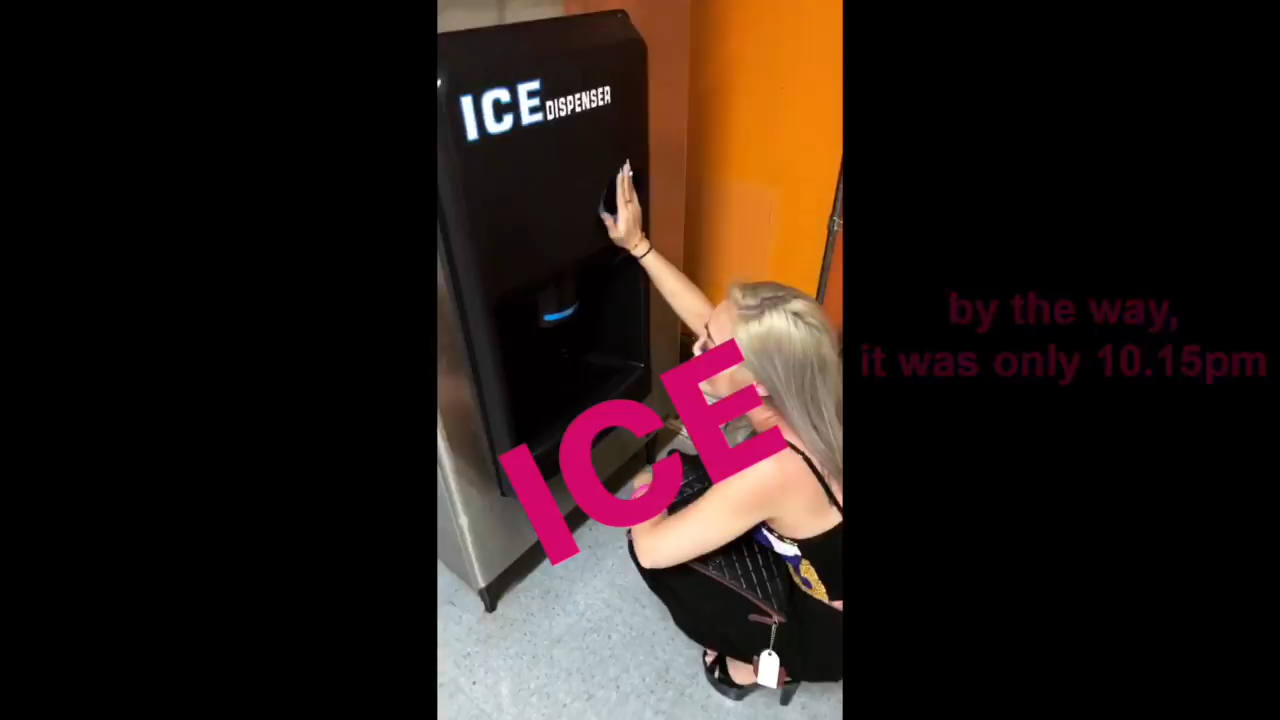 ICE DISPENSER
ICE
by the way,
it was only 10.15pm